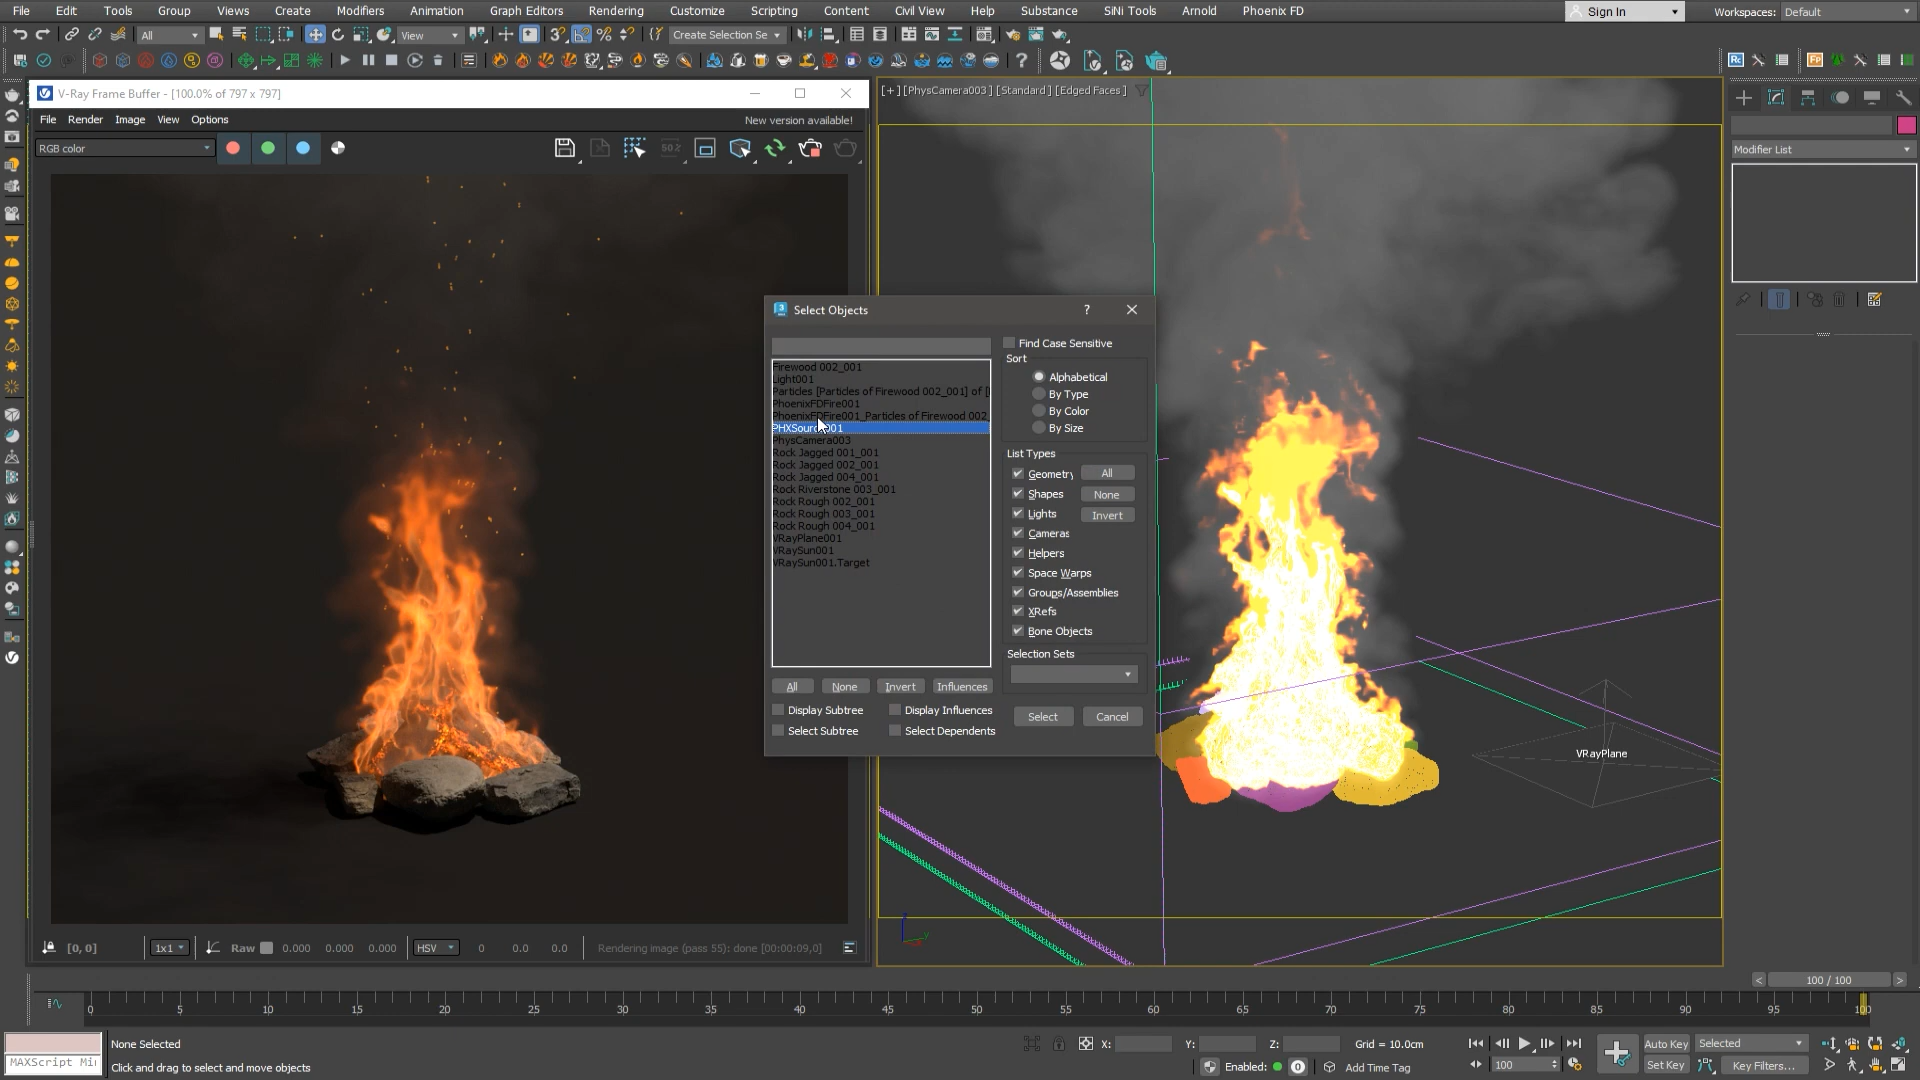 File Edit Tools Group Views Create Modifiers Animation Graph Editors Rendering Customize Scripting Content Civil View Help Substance SiNi Tools Arnold Phoenix FD Sign In Workspaces: Default
All View Create Selection Se
V-Ray Frame Buffer - [100.0% of 797 x 797]
File Render Image View Options New version available!
RGB color
50%
[+] [PhysCamera003] [Standard] [Edged Faces]
Modifier List
Select Objects
Find Case Sensitive
Sort
Alphabetical
By Type
By Color
By Size
Firewood 002_001
Light001
Particles [Particles of Firewood 002_001] of [
PhoenixFDFire001
PhoenixFDFire001_Particles of Firewood 002_
PHXSource001
PhysCamera003
Rock Jagged 001_001
Rock Jagged 002_001
Rock Jagged 004_001
Rock Riverstone 003_001
Rock Rough 002_001
Rock Rough 003_001
Rock Rough 004_001
VRayPlane001
VRaySun001
VRaySun001.Target
List Types
Geometry All
Shapes None
Lights Invert
Cameras
Helpers
Space Warps
Groups/Assemblies
XRefs
Bone Objects
Selection Sets
All None Invert Influences
Display Subtree Display Influences
Select Subtree Select Dependents
Select Cancel
VRayPlane
[0, 0] 1x1 Raw 0.000 0.000 0.000 HSV 0 0.0 0.0 Rendering image (pass 55): done [00:00:09,0]
< 100 / 100 >
0 5 10 15 20 25 30 35 40 45 50 55 60 65 70 75 80 85 90 95 100
None Selected X: Y: Z: Grid = 10.0cm Auto Key Selected
MAXScript Mi Click and drag to select and move objects Enabled: 0 Add Time Tag 100 Set Key Key Filters...